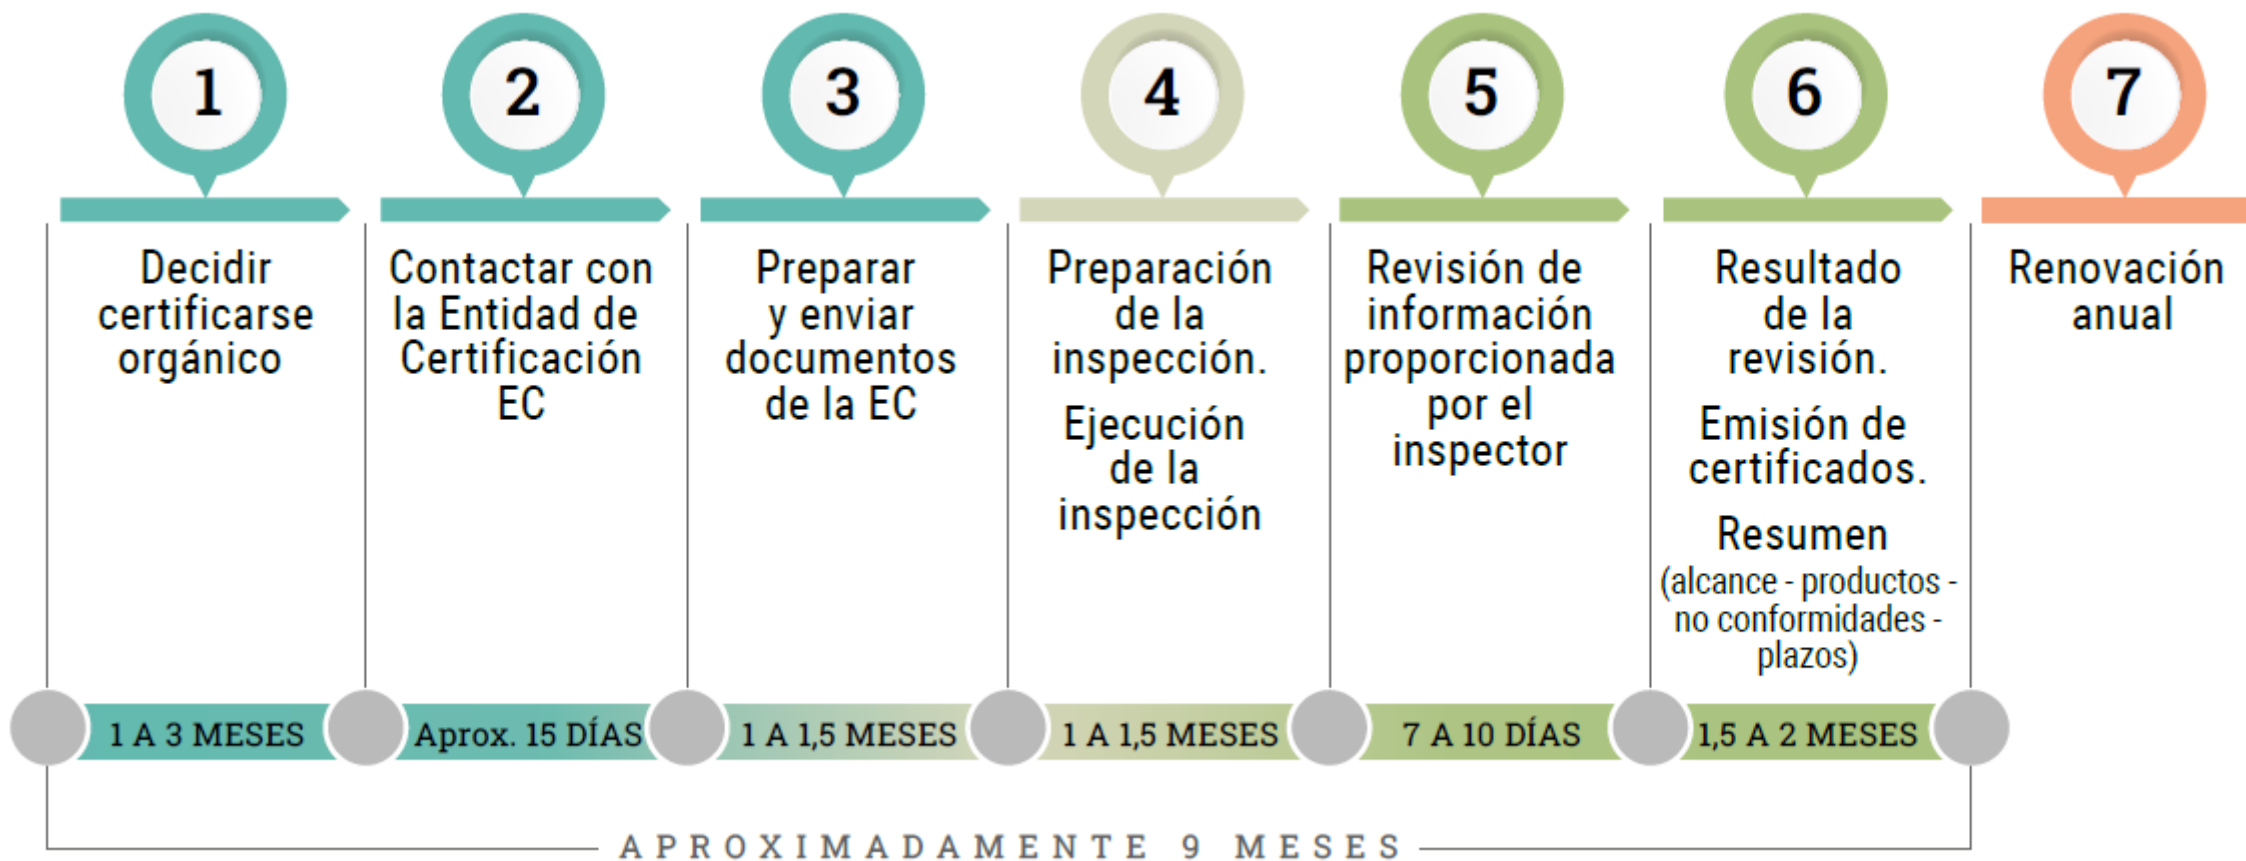 1
Decidir
certificarse
orgánico
1 A 3 MESES
2
Contactar con
la Entidad de
Certificación
EC
Aprox. 15 DÍAS
3
Preparar
y enviar
documentos
de la EC
1 A 1,5 MESES
4
Preparación
de la
inspección.
Ejecución
de la
inspección
1 A 1,5 MESES
5
Revisión de
información
proporcionada
por el
inspector
7 A 10 DÍAS
6
Resultado
de la
revisión.
Emisión de
certificados.
Resumen
(alcance - productos -
no conformidades -
plazos)
1,5 A 2 MESES
7
Renovación
anual
APROXIMADAMENTE 9 MESES